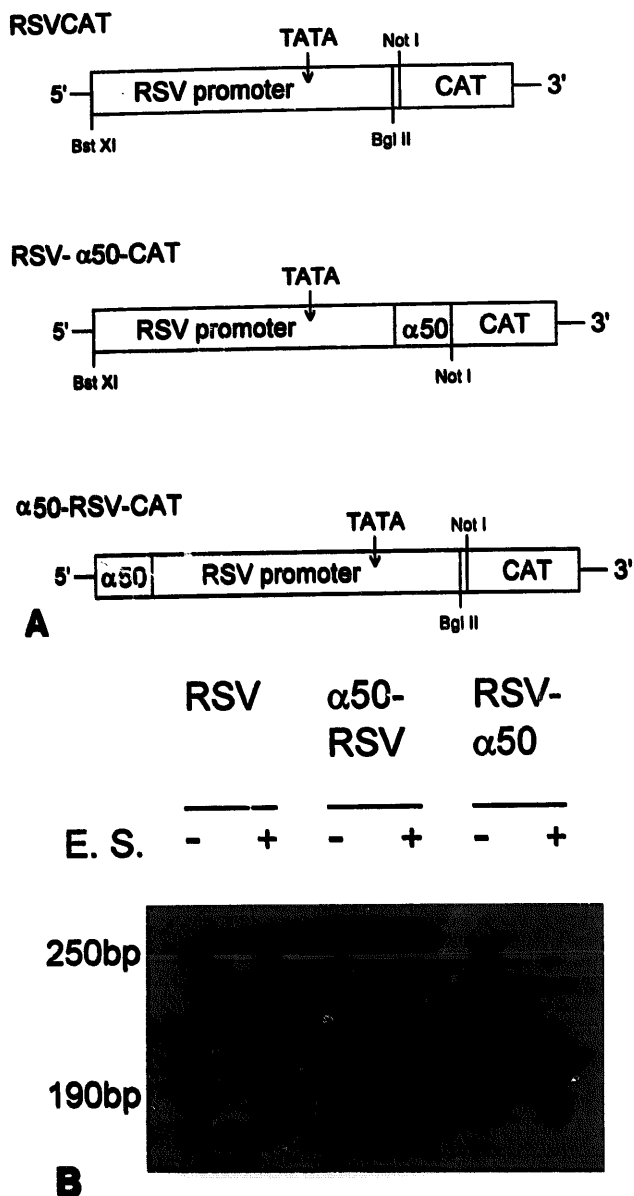 RSVCAT
TATA
Not I
5'
RSV promoter
CAT
3'
Bst XI
Bgl II
RSV- α50-CAT
TATA
5'
RSV promoter
α50
CAT
3'
Bst XI
Not I
α50-RSV-CAT
TATA
Not I
5'
α50
RSV promoter
CAT
3'
Bgl II
A
RSV
α50-
RSV
RSV-
α50
E. S.
-
+
-
+
-
+
250bp
190bp
B